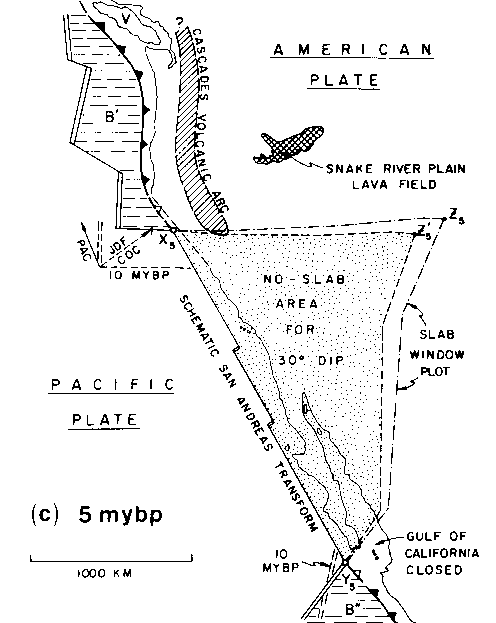 V
?
AMERICAN
PLATE
CASCADES VOLCANIC ARC
B'
SNAKE RIVER PLAIN
LAVA FIELD
Z5
Z'5
X5
PAC
JDF
COC
10 MYBP
NO-SLAB
AREA
FOR
30° DIP
SLAB
WINDOW
PLOT
SCHEMATIC SAN ANDREAS TRANSFORM
PACIFIC
PLATE
(c) 5 mybp
1000 KM
GULF OF
CALIFORNIA
CLOSED
10
MYBP
Y5
B"